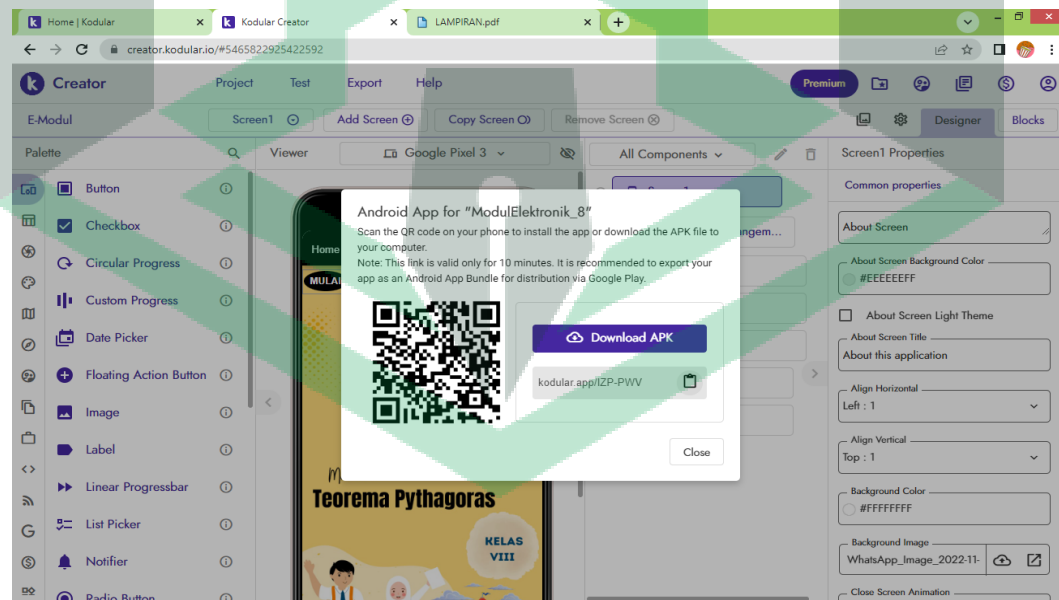 Home | Kodular
Kodular Creator
LAMPIRAN.pdf
creator.kodular.io/#5465822925422592
Creator
Project
Test
Export
Help
Premium
E-Modul
Screen1
Add Screen
Copy Screen
Remove Screen
Designer
Blocks
Palette
Viewer
Google Pixel 3
All Components
Screen1 Properties
Button
Checkbox
Circular Progress
Custom Progress
Date Picker
Floating Action Button
Image
Label
Linear Progressbar
List Picker
Notifier
Radio Button
Home
MULAI
Android App for "ModulElektronik_8"
Scan the QR code on your phone to install the app or download the APK file to
your computer.
Note: This link is valid only for 10 minutes. It is recommended to export your
app as an Android App Bundle for distribution via Google Play.
Download APK
kodular.app/IZP-PWV
Close
Teorema Pythagoras
KELAS
VIII
Common properties
About Screen
About Screen Background Color
#EEEEEEFF
About Screen Light Theme
About Screen Title
About this application
Align Horizontal
Left : 1
Align Vertical
Top : 1
Background Color
#FFFFFFFF
Background Image
WhatsApp_Image_2022-11-
Close Screen Animation